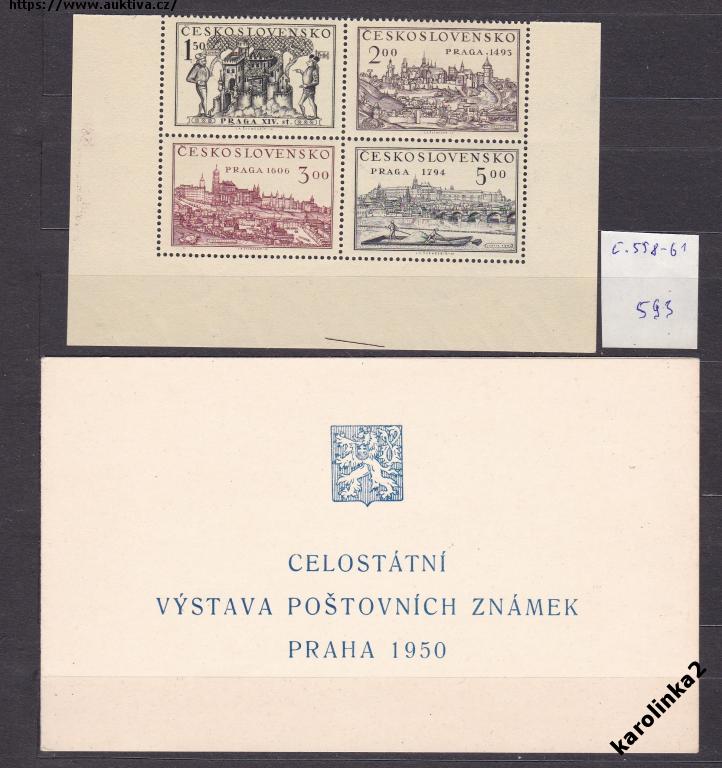 https://www.auktiva.cz/
ČESKOSLOVENSKO
1.50
PRAGA XIV. st.
ČESKOSLOVENSKO
2.00 PRAGA.1493
ČESKOSLOVENSKO
PRAGA 1606 3.00
ČESKOSLOVENSKO
PRAGA 1794 5.00
č. 558-61
593
CELOSTÁTNÍ
VÝSTAVA POŠTOVNÍCH ZNÁMEK
PRAHA 1950
karolinka2